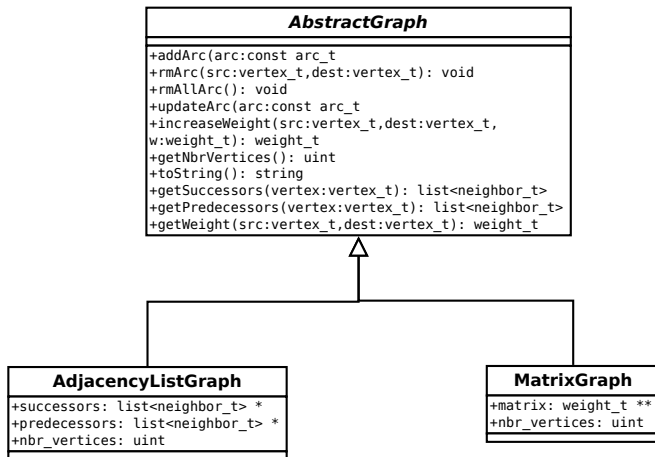 AbstractGraph
+addArc(arc:const arc_t
+rmArc(src:vertex_t,dest:vertex_t): void
+rmAllArc(): void
+updateArc(arc:const arc_t
+increaseWeight(src:vertex_t,dest:vertex_t,
w:weight_t): weight_t
+getNbrVertices(): uint
+toString(): string
+getSuccessors(vertex:vertex_t): list<neighbor_t>
+getPredecessors(vertex:vertex_t): list<neighbor_t>
+getWeight(src:vertex_t,dest:vertex_t): weight_t
AdjacencyListGraph
+successors: list<neighbor_t> *
+predecessors: list<neighbor_t> *
+nbr_vertices: uint
MatrixGraph
+matrix: weight_t **
+nbr_vertices: uint